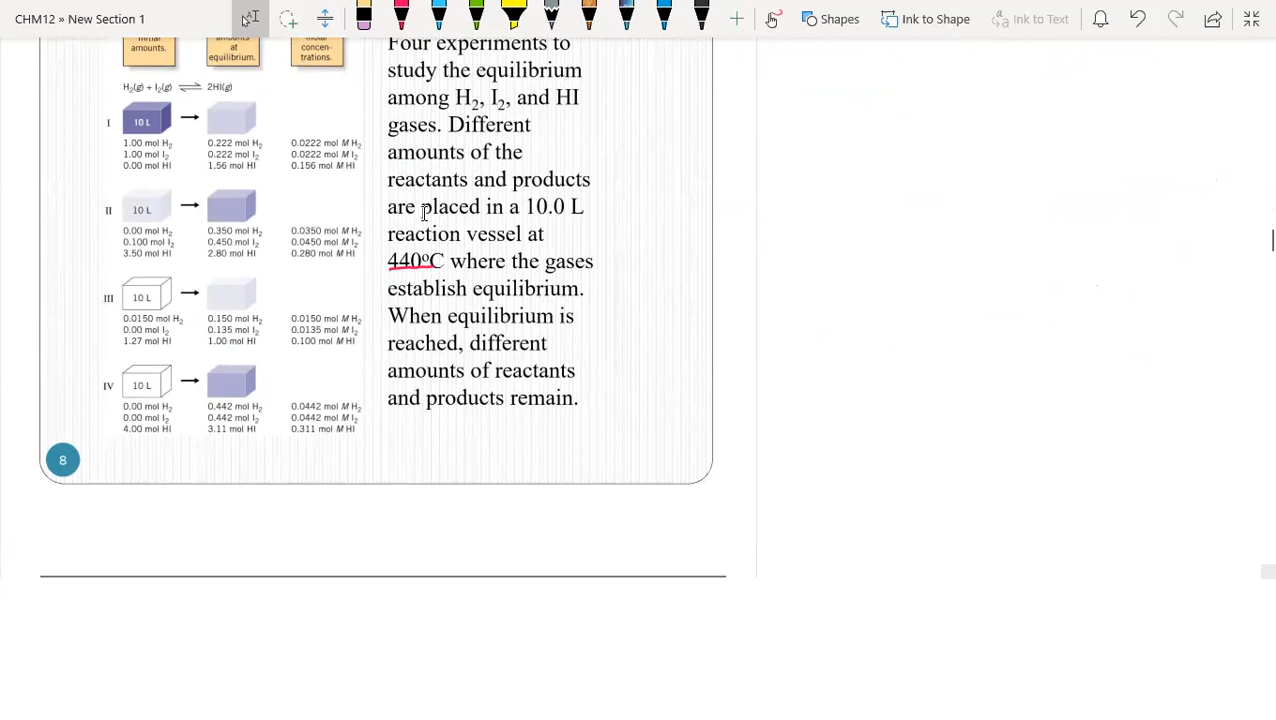 CHM12 » New Section 1
Shapes
Ink to Shape
Ink to Text
amounts.
amounts
at
equilibrium.
molar
concen-
trations.
H₂(g) + I₂(g) ⇌ 2HI(g)
I
10 L
1.00 mol H₂
1.00 mol I₂
0.00 mol HI
0.222 mol H₂
0.222 mol I₂
1.56 mol HI
0.0222 mol M H₂
0.0222 mol M I₂
0.156 mol M HI
II
10 L
0.00 mol H₂
0.100 mol I₂
3.50 mol HI
0.350 mol H₂
0.450 mol I₂
2.80 mol HI
0.0350 mol M H₂
0.0450 mol M I₂
0.280 mol M HI
III
10 L
0.0150 mol H₂
0.00 mol I₂
1.27 mol HI
0.150 mol H₂
0.135 mol I₂
1.00 mol HI
0.0150 mol M H₂
0.0135 mol M I₂
0.100 mol M HI
IV
10 L
0.00 mol H₂
0.00 mol I₂
4.00 mol HI
0.442 mol H₂
0.442 mol I₂
3.11 mol HI
0.0442 mol M H₂
0.0442 mol M I₂
0.311 mol M HI
Four experiments to
study the equilibrium
among H₂, I₂, and HI
gases. Different
amounts of the
reactants and products
are placed in a 10.0 L
reaction vessel at
440°C where the gases
establish equilibrium.
When equilibrium is
reached, different
amounts of reactants
and products remain.
8